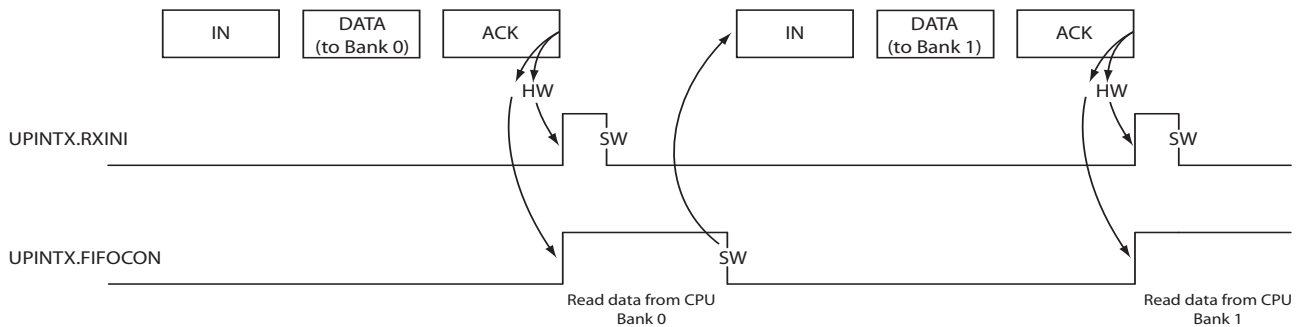 IN
DATA
(to Bank 0)
ACK
IN
DATA
(to Bank 1)
ACK
HW
HW
UPINTX.RXINI
SW
SW
UPINTX.FIFOCON
SW
Read data from CPU
Bank 0
Read data from CPU
Bank 1